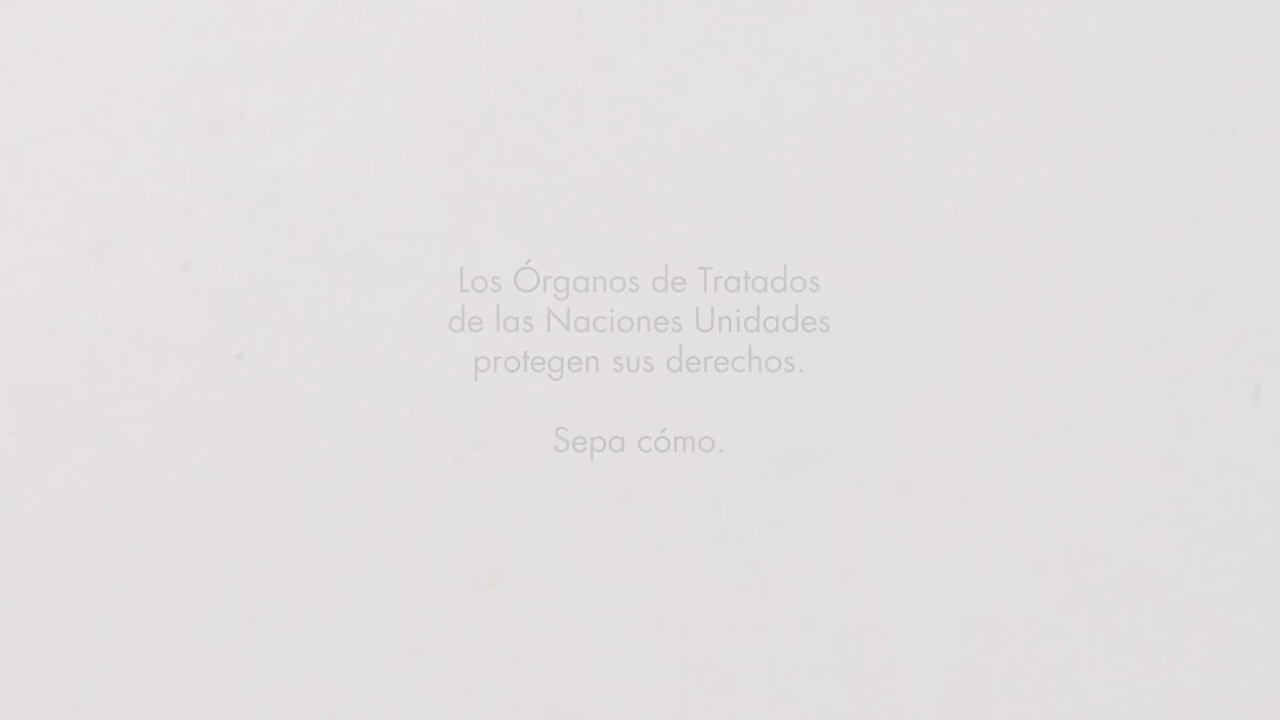 Los Órganos de Tratados
de las Naciones Unidades
protegen sus derechos.
Sepa cómo.